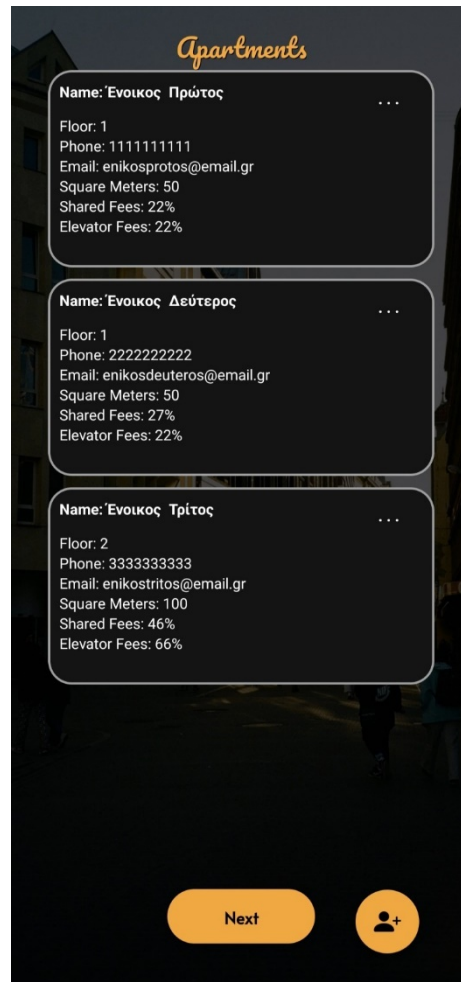 Apartments
Name: Ένοικος Πρώτος
...
Floor: 1
Phone: 1111111111
Email: enikosprotos@email.gr
Square Meters: 50
Shared Fees: 22%
Elevator Fees: 22%
Name: Ένοικος Δεύτερος
...
Floor: 1
Phone: 2222222222
Email: enikosdeuteros@email.gr
Square Meters: 50
Shared Fees: 27%
Elevator Fees: 22%
Name: Ένοικος Τρίτος
...
Floor: 2
Phone: 3333333333
Email: enikostritos@email.gr
Square Meters: 100
Shared Fees: 46%
Elevator Fees: 66%
Next